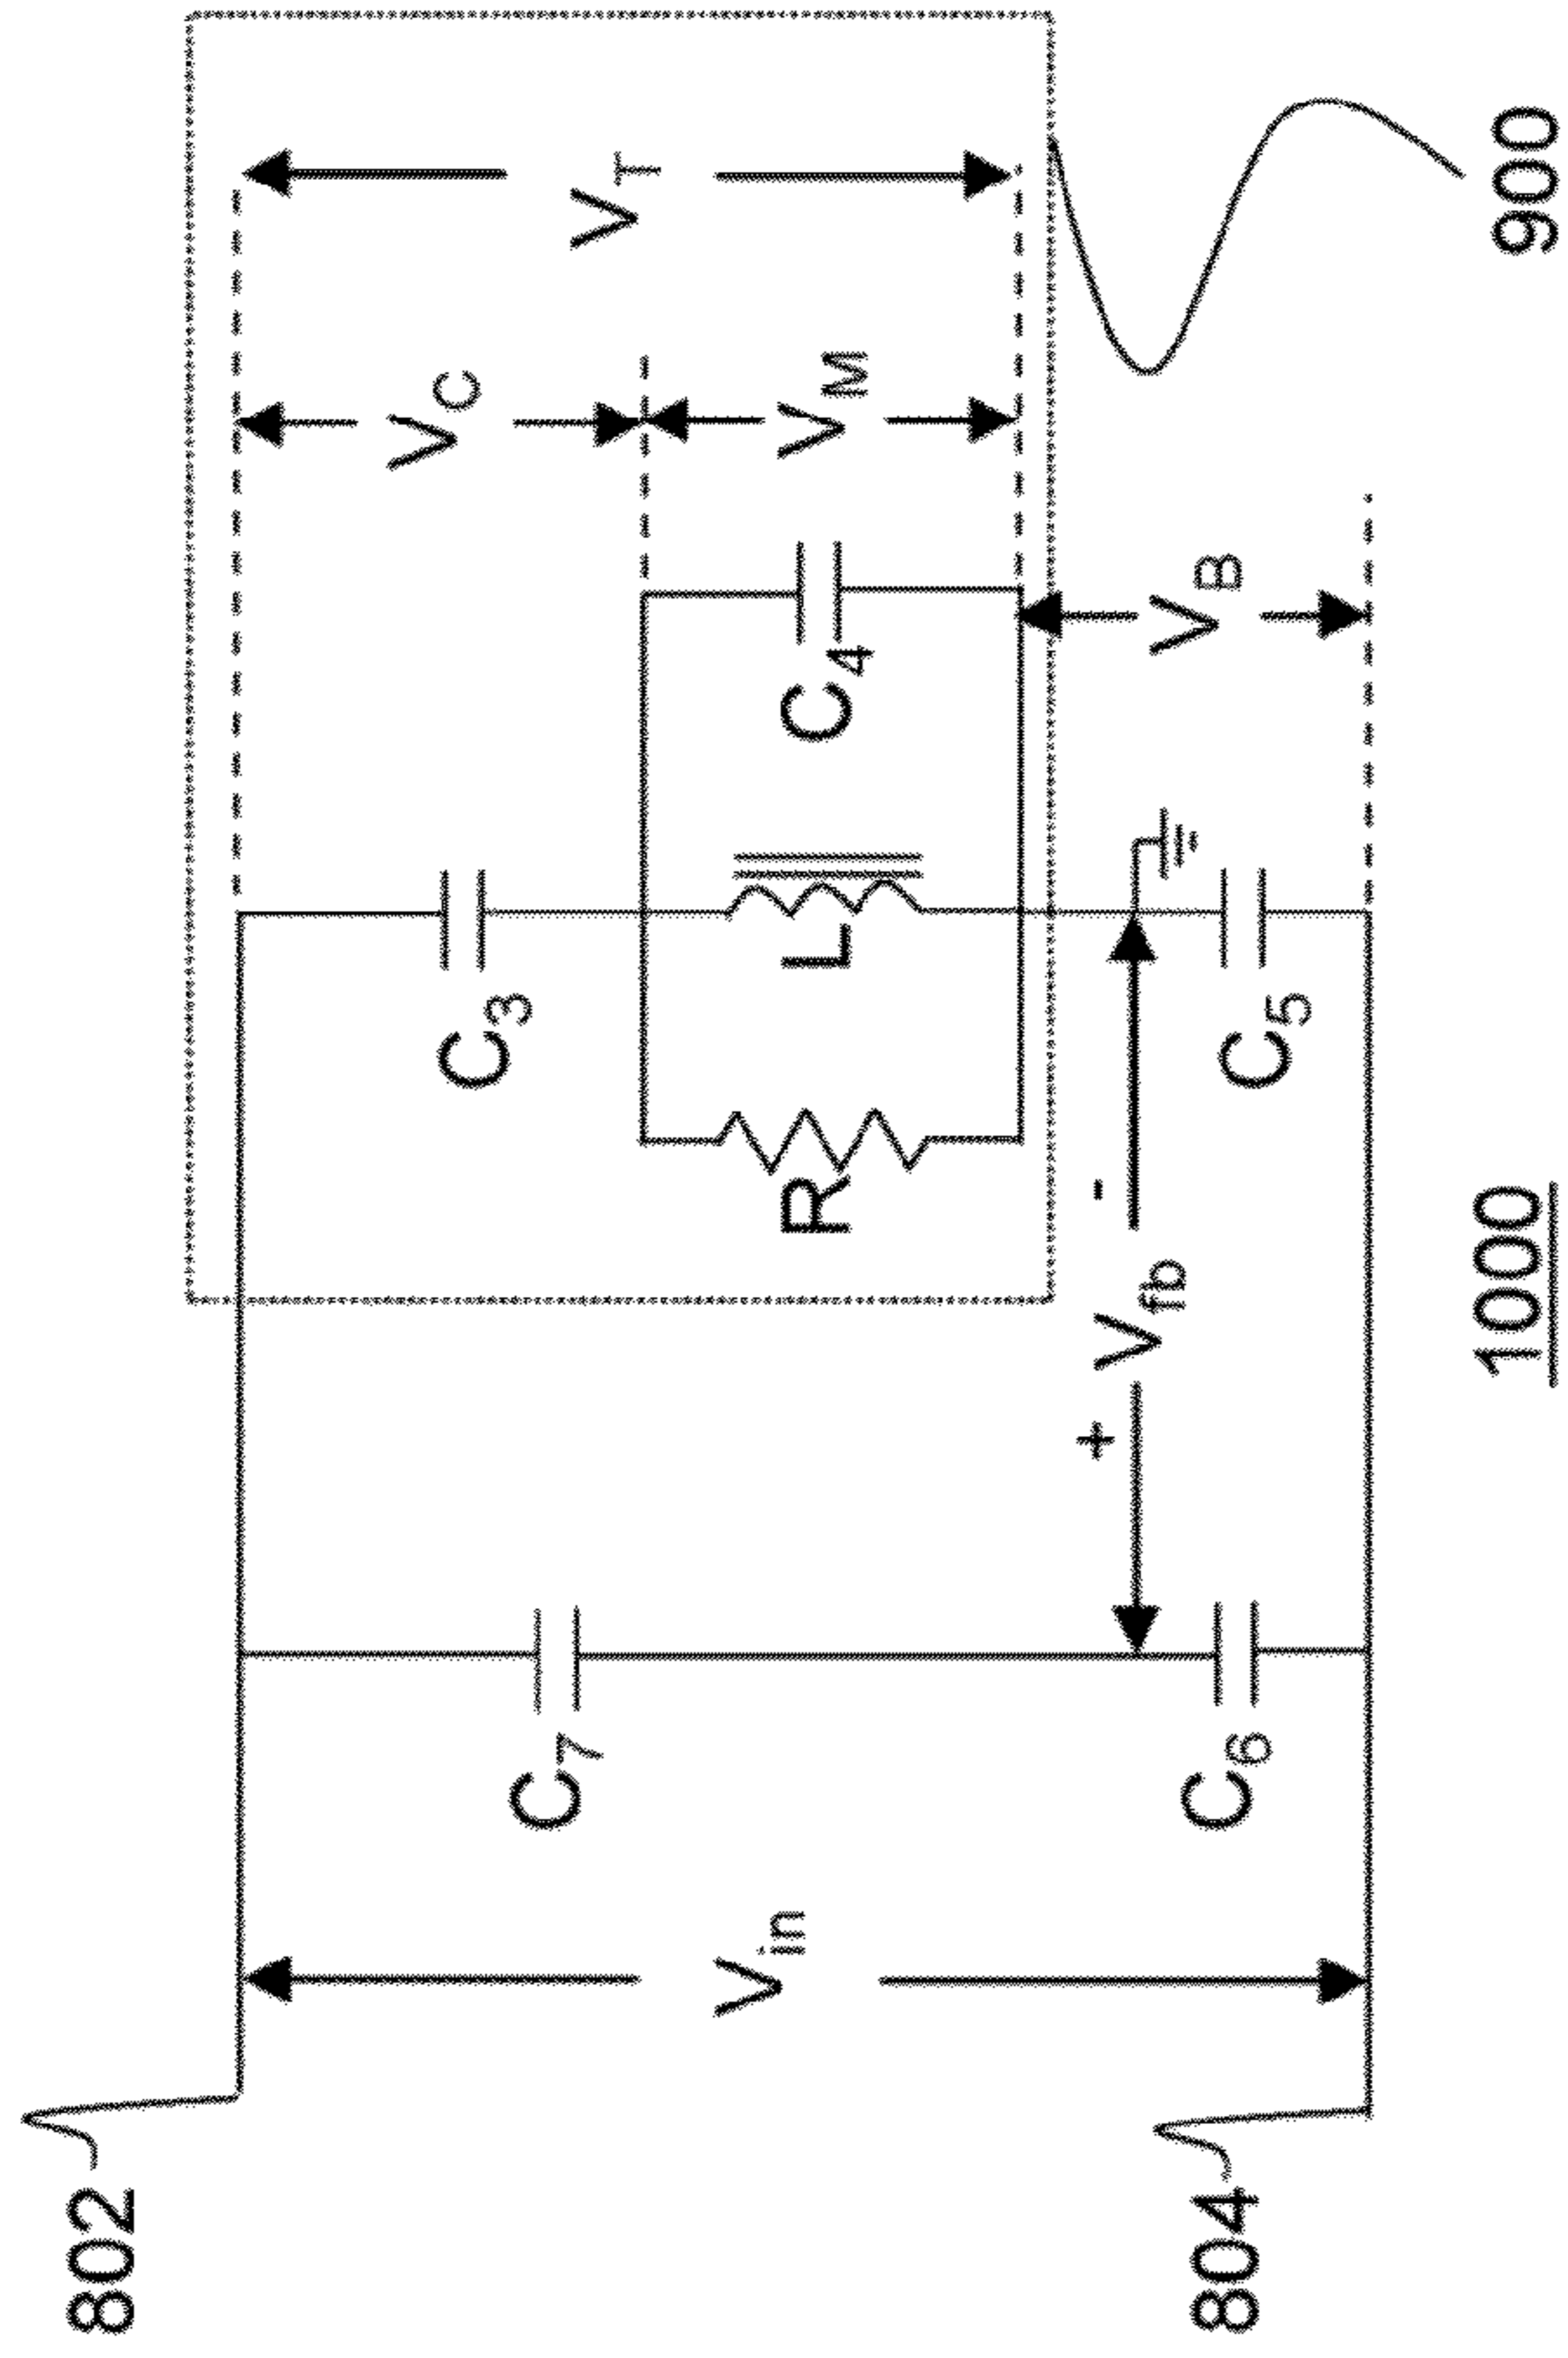 802
V_in
C_7
C_3
R
L
C_4
V_C
V_M
V_T
+ V_fb -
C_6
C_5
V_B
804
900
1000